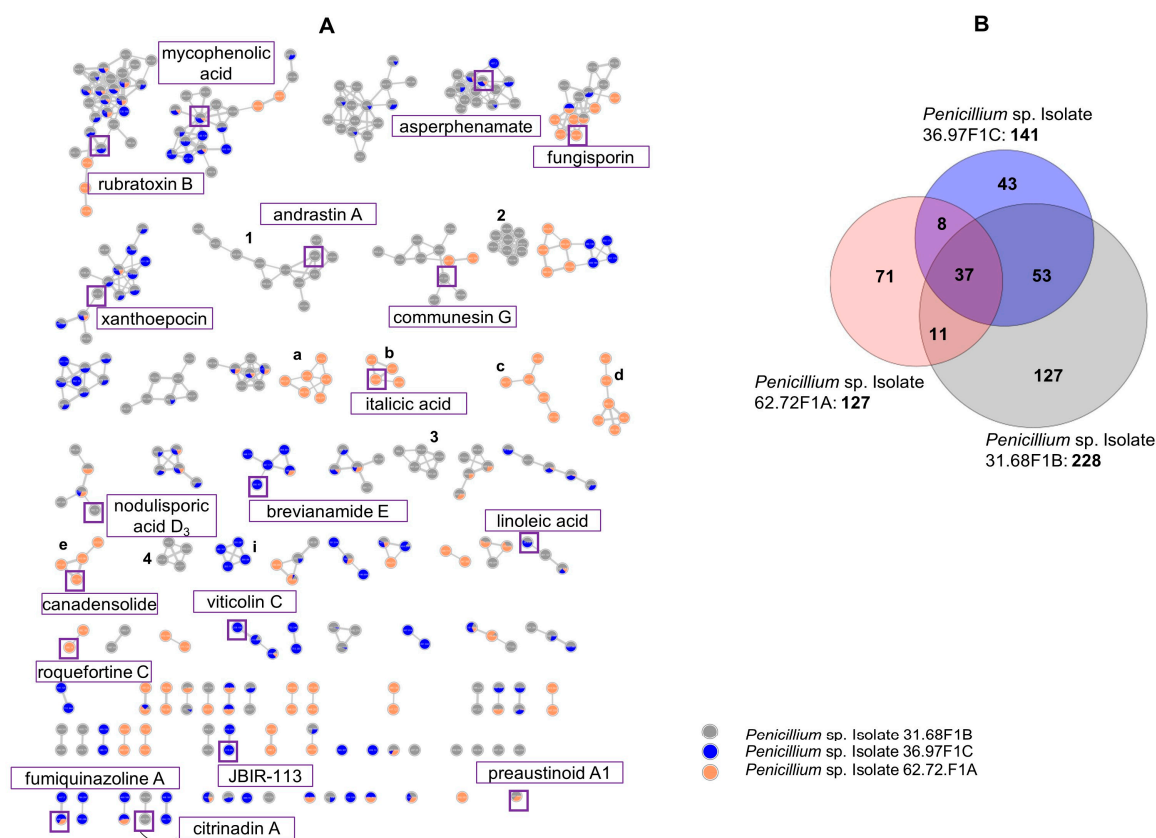 A
B
mycophenolic
acid
asperphenamate
fungisporin
rubratoxin B
andrastin A
1
2
xanthoepocin
communesin G
a
b
c
d
italicic acid
3
nodulisporic
acid D3
brevianamide E
linoleic acid
e
4
i
canadensolide
viticolin C
roquefortine C
fumiquinazoline A
JBIR-113
preaustinoid A1
citrinadin A
Penicillium sp. Isolate
36.97F1C: 141
43
8
71
37
53
11
127
Penicillium sp. Isolate
62.72F1A: 127
Penicillium sp. Isolate
31.68F1B: 228
Penicillium sp. Isolate 31.68F1B
Penicillium sp. Isolate 36.97F1C
Penicillium sp. Isolate 62.72.F1A